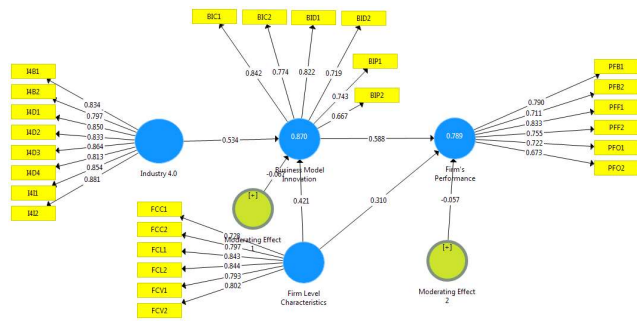 BIC1
BIC2
BID1
BID2
BIP1
BIP2
0.842
0.774
0.822
0.719
0.743
0.667
I4B1
I4B2
I4D1
I4D2
I4D3
I4D4
I4I1
I4I2
0.834
0.797
0.850
0.833
0.864
0.813
0.854
0.881
Industry 4.0
0.534
0.870
Business Model
Innovation
0.588
0.789
Firm's
Performance
PFB1
PFB2
PFF1
PFF2
PFO1
PFO2
0.790
0.711
0.833
0.755
0.722
0.673
[+]
Moderating Effect
1
0.421
0.310
-0.057
FCC1
FCC2
FCL1
FCL2
FCV1
FCV2
0.728
0.797
0.843
0.844
0.793
0.802
Firm Level
Characteristics
[+]
Moderating Effect
2